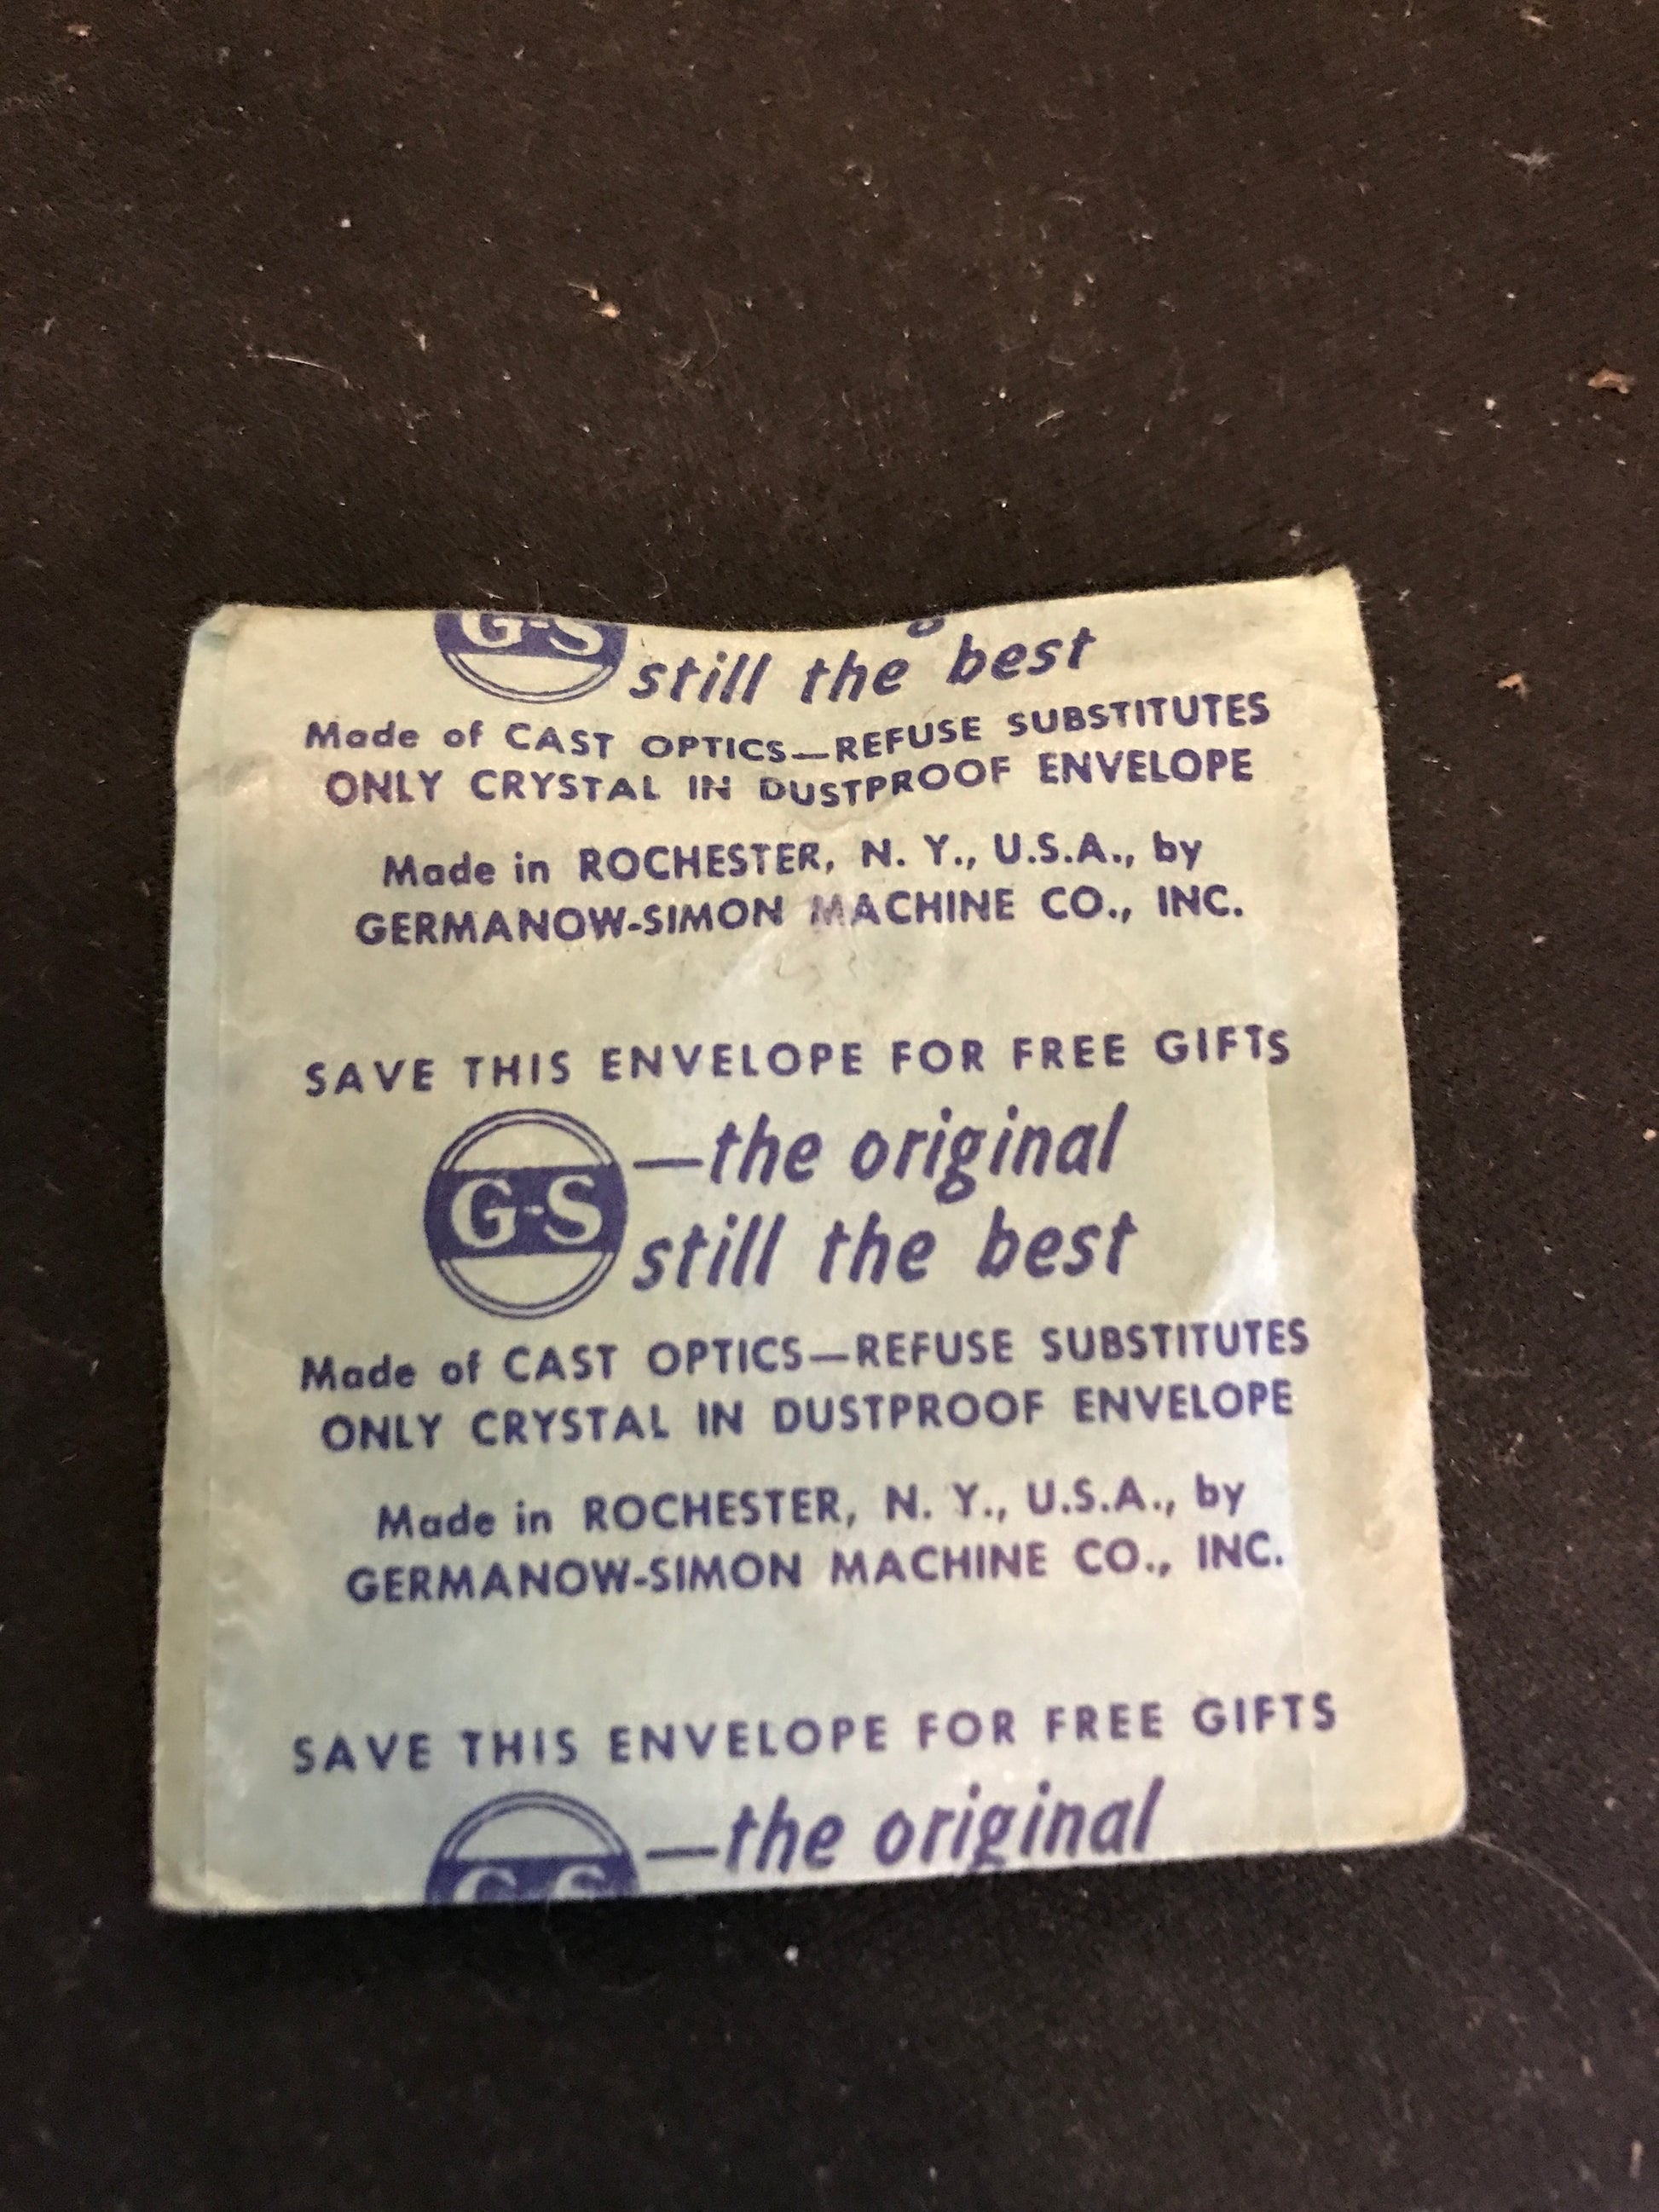 G-S
still the best
Made of CAST OPTICS—REFUSE SUBSTITUTES
ONLY CRYSTAL IN DUSTPROOF ENVELOPE
Made in ROCHESTER, N. Y., U.S.A., by
GERMANOW-SIMON MACHINE CO., INC.
SAVE THIS ENVELOPE FOR FREE GIFTS
G-S
—the original
still the best
Made of CAST OPTICS—REFUSE SUBSTITUTES
ONLY CRYSTAL IN DUSTPROOF ENVELOPE
Made in ROCHESTER, N. Y., U.S.A., by
GERMANOW-SIMON MACHINE CO., INC.
SAVE THIS ENVELOPE FOR FREE GIFTS
G-S
—the original